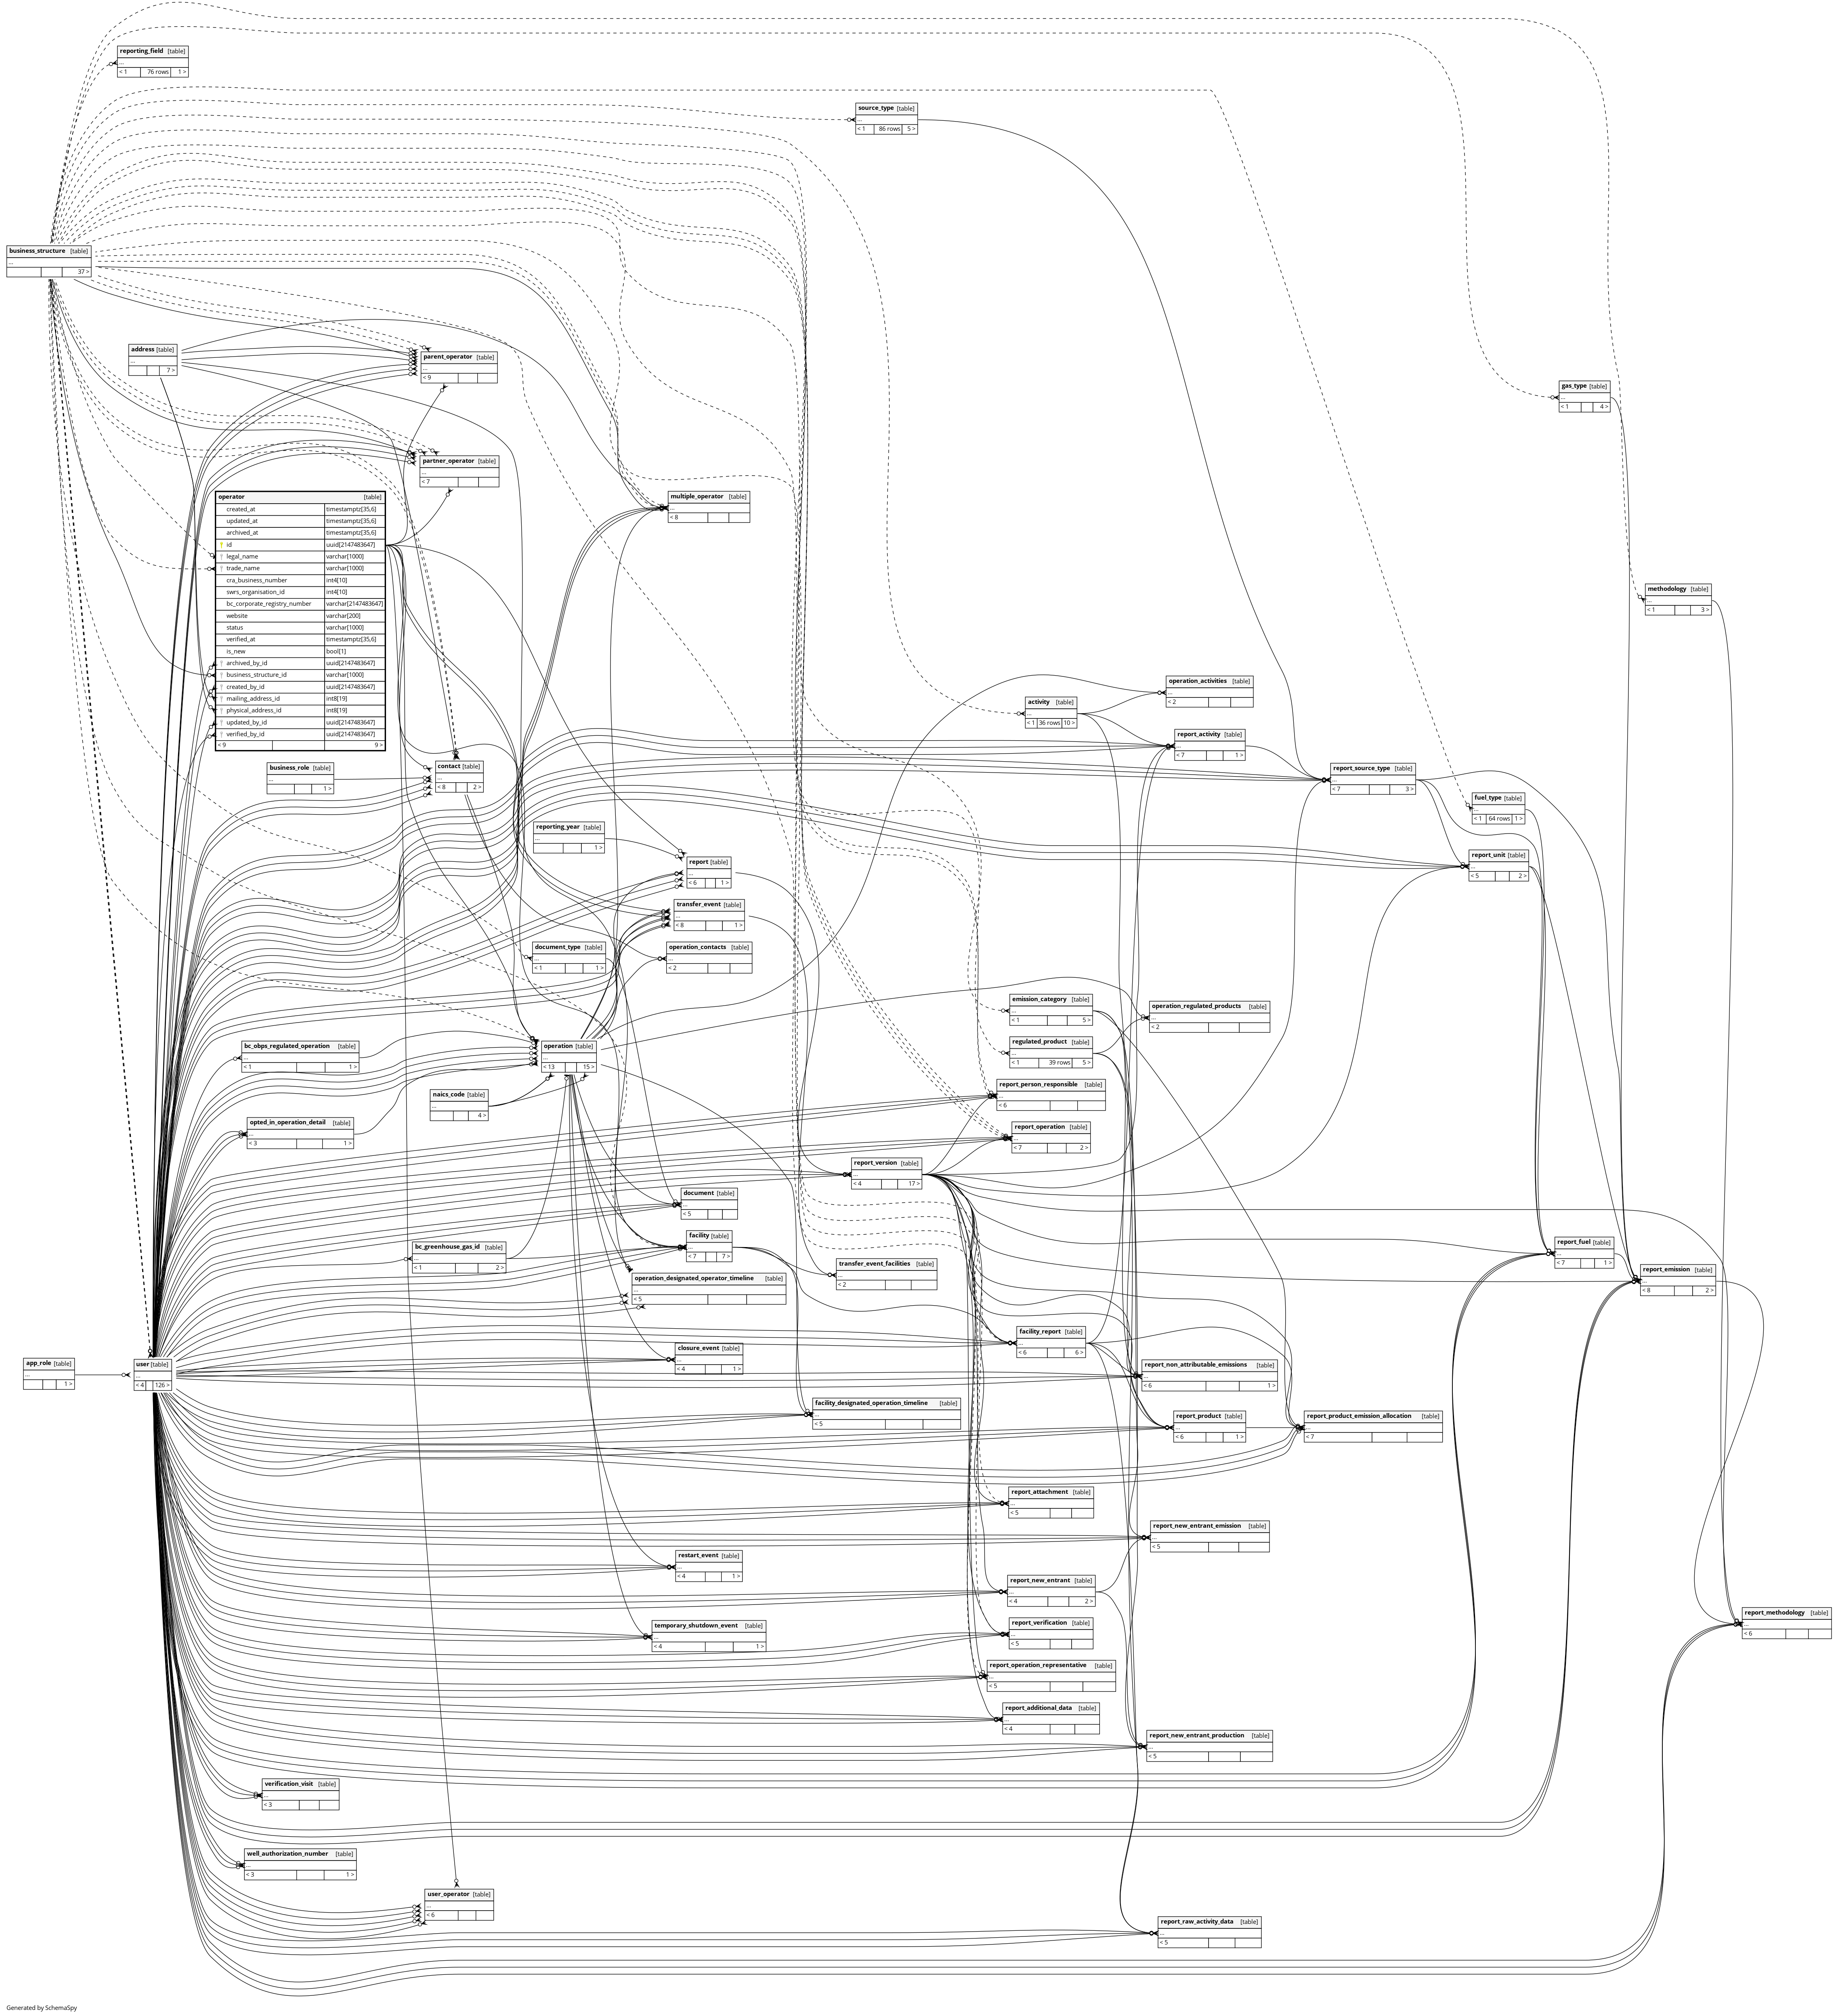 reporting_field [table]
...
< 1 76 rows 1 >
source_type [table]
...
< 1 86 rows 5 >
business_structure [table]
...
37 >
address [table]
...
7 >
parent_operator [table]
...
< 9
gas_type [table]
...
< 1 4 >
partner_operator [table]
...
< 7
operator [table]
created_at timestamptz[35,6]
updated_at timestamptz[35,6]
archived_at timestamptz[35,6]
id uuid[2147483647]
legal_name varchar[1000]
trade_name varchar[1000]
cra_business_number int4[10]
swrs_organisation_id int4[10]
bc_corporate_registry_number varchar[2147483647]
website varchar[200]
status varchar[1000]
verified_at timestamptz[35,6]
is_new bool[1]
archived_by_id uuid[2147483647]
business_structure_id varchar[1000]
created_by_id uuid[2147483647]
mailing_address_id int8[19]
physical_address_id int8[19]
updated_by_id uuid[2147483647]
verified_by_id uuid[2147483647]
< 9 9 >
multiple_operator [table]
...
< 8
methodology [table]
...
< 1 3 >
operation_activities [table]
...
< 2
activity [table]
...
< 1 36 rows 10 >
report_activity [table]
...
< 7 1 >
business_role [table]
...
1 >
contact [table]
...
< 8 2 >
report_source_type [table]
...
< 7 3 >
fuel_type [table]
...
< 1 64 rows 1 >
reporting_year [table]
...
1 >
report [table]
...
< 6 1 >
report_unit [table]
...
< 5 2 >
transfer_event [table]
...
< 8 1 >
document_type [table]
...
< 1 1 >
operation_contacts [table]
...
< 2
emission_category [table]
...
< 1 5 >
operation_regulated_products [table]
...
< 2
bc_obps_regulated_operation [table]
...
< 1 1 >
operation [table]
...
< 13 15 >
regulated_product [table]
...
< 1 39 rows 5 >
naics_code [table]
...
4 >
report_person_responsible [table]
...
< 6
opted_in_operation_detail [table]
...
< 3 1 >
report_operation [table]
...
< 7 2 >
report_version [table]
...
< 4 17 >
document [table]
...
< 5
facility [table]
...
< 7 7 >
bc_greenhouse_gas_id [table]
...
< 1 2 >
report_fuel [table]
...
< 7 1 >
transfer_event_facilities [table]
...
< 2
report_emission [table]
...
< 8 2 >
operation_designated_operator_timeline [table]
...
< 5
facility_report [table]
...
< 6 6 >
closure_event [table]
...
< 4 1 >
app_role [table]
...
1 >
user [table]
...
< 4 126 >
report_non_attributable_emissions [table]
...
< 6 1 >
facility_designated_operation_timeline [table]
...
< 5
report_product [table]
...
< 6 1 >
report_product_emission_allocation [table]
...
< 7
report_attachment [table]
...
< 5
report_new_entrant_emission [table]
...
< 5
restart_event [table]
...
< 4 1 >
report_new_entrant [table]
...
< 4 2 >
report_methodology [table]
...
< 6
temporary_shutdown_event [table]
...
< 4 1 >
report_verification [table]
...
< 5
report_operation_representative [table]
...
< 5
report_additional_data [table]
...
< 4
report_new_entrant_production [table]
...
< 5
verification_visit [table]
...
< 3
well_authorization_number [table]
...
< 3 1 >
user_operator [table]
...
< 6
report_raw_activity_data [table]
...
< 5
Generated by SchemaSpy